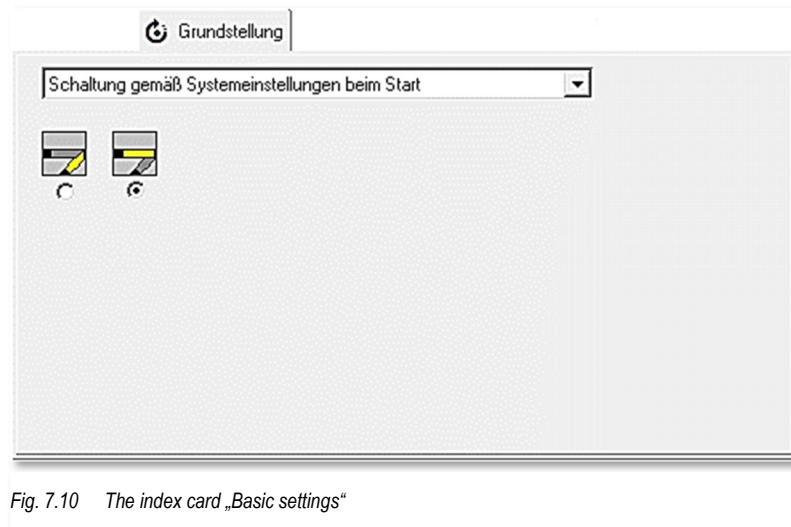 Grundstellung
Schaltung gemäß Systemeinstellungen beim Start
Fig. 7.10 The index card „Basic settings“